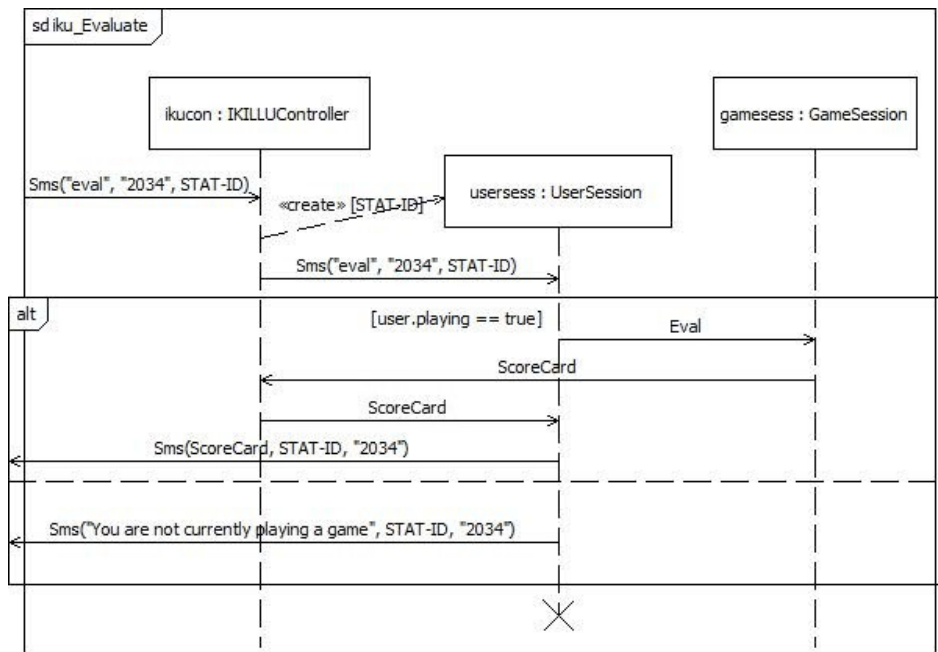 sd iku_Evaluate
ikucon : IKILLUController
gamesess : GameSession
Sms("eval", "2034", STAT-ID)
«create» [STAT-ID]
usersess : UserSession
Sms("eval", "2034", STAT-ID)
alt
[user.playing == true]
Eval
ScoreCard
ScoreCard
Sms(ScoreCard, STAT-ID, "2034")
Sms("You are not currently playing a game", STAT-ID, "2034")